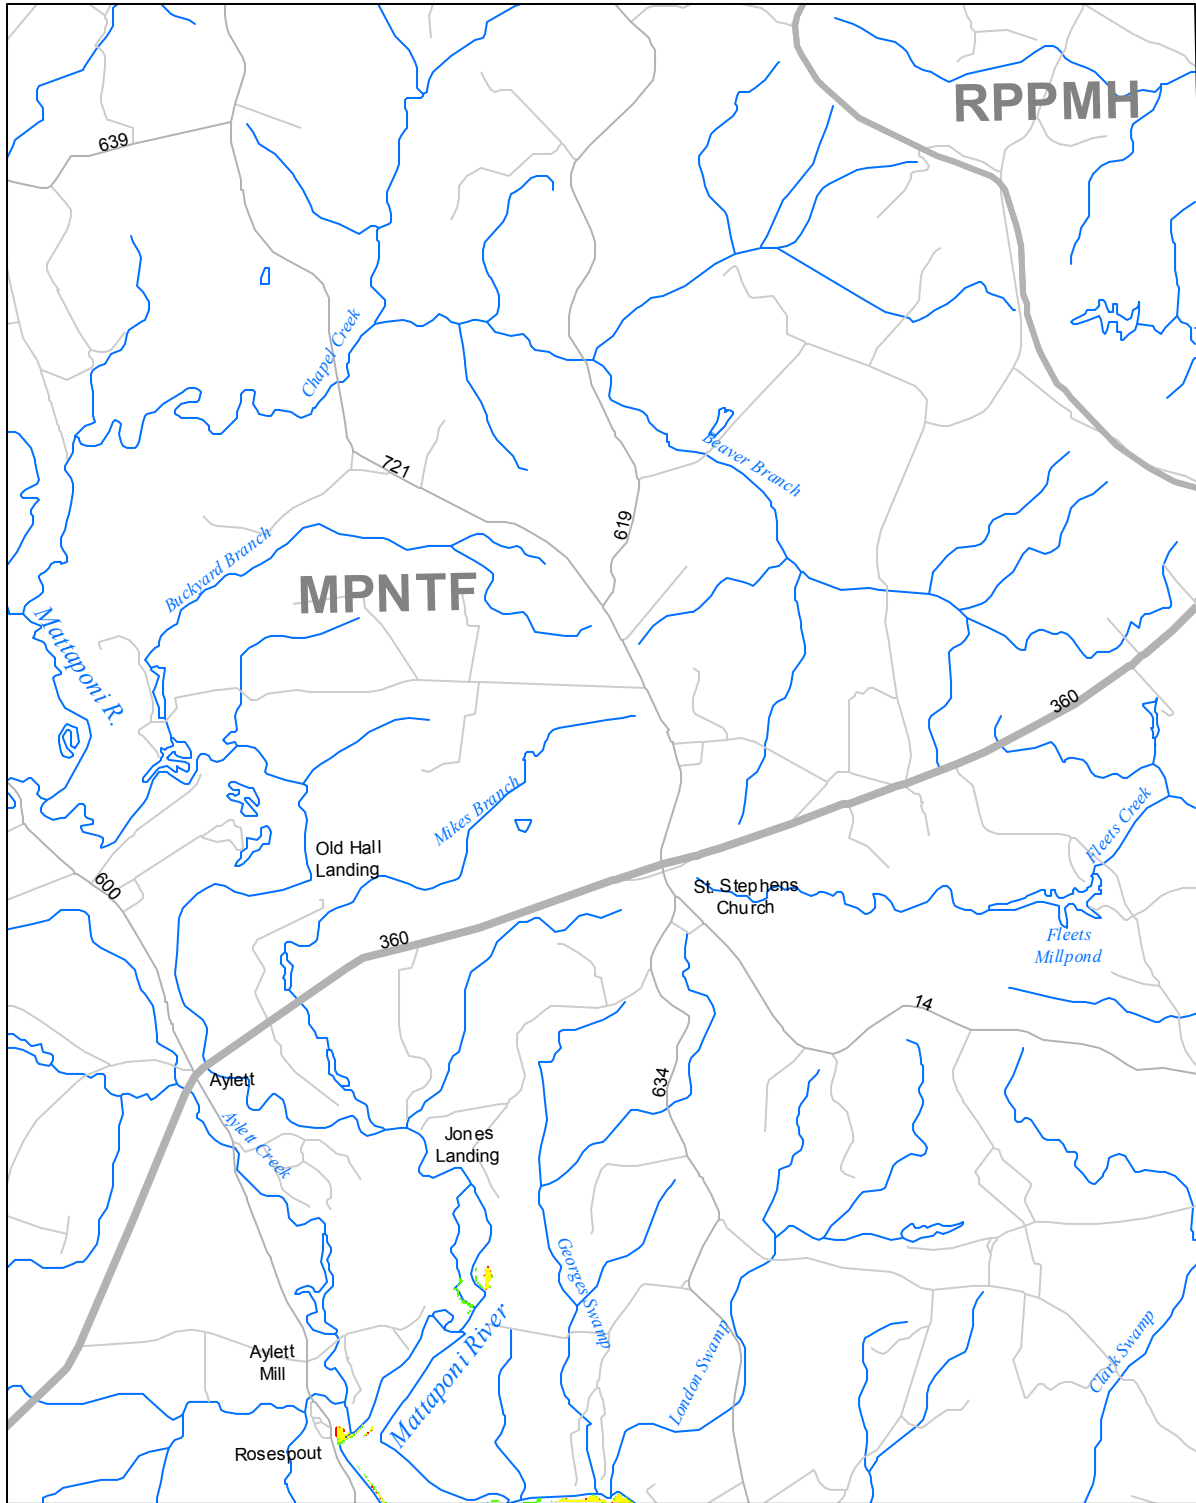 RPPMH
639
Chapel Creek
721
Beaver Branch
619
Buckyard Branch
MPNTF
Mattaponi R.
360
Mikes Branch
Fleets Creek
Old Hall
Landing
600
St. Stephens
Church
360
Fleets
Millpond
14
Aylett
634
Aylett Creek
Jones
Landing
Georges Swamp
Mattaponi River
London Swamp
Clark Swamp
Aylett
Mill
Rosespout